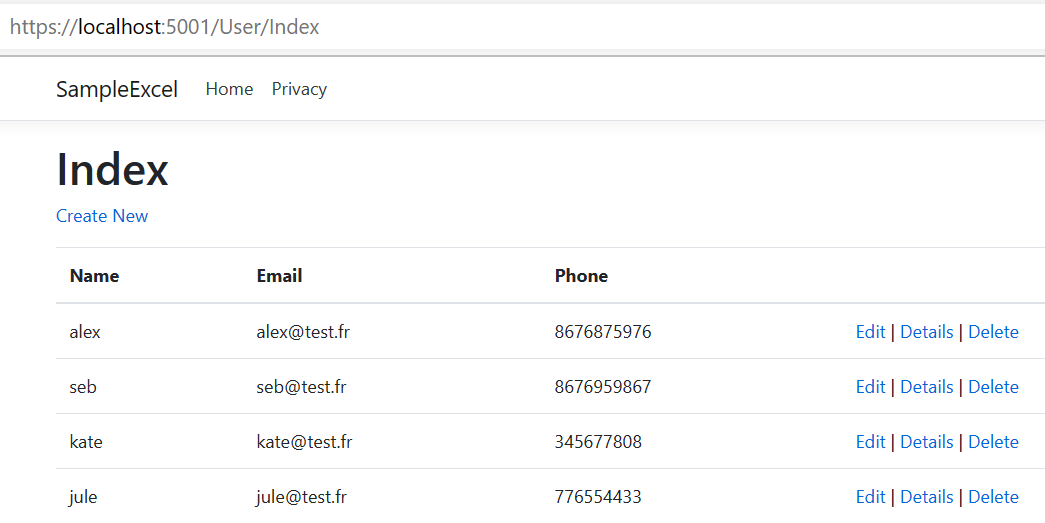 https://localhost:5001/User/Index
SampleExcel Home Privacy
Index
Create New
Name Email Phone
alex alex@test.fr 8676875976 Edit | Details | Delete
seb seb@test.fr 8676959867 Edit | Details | Delete
kate kate@test.fr 345677808 Edit | Details | Delete
jule jule@test.fr 776554433 Edit | Details | Delete